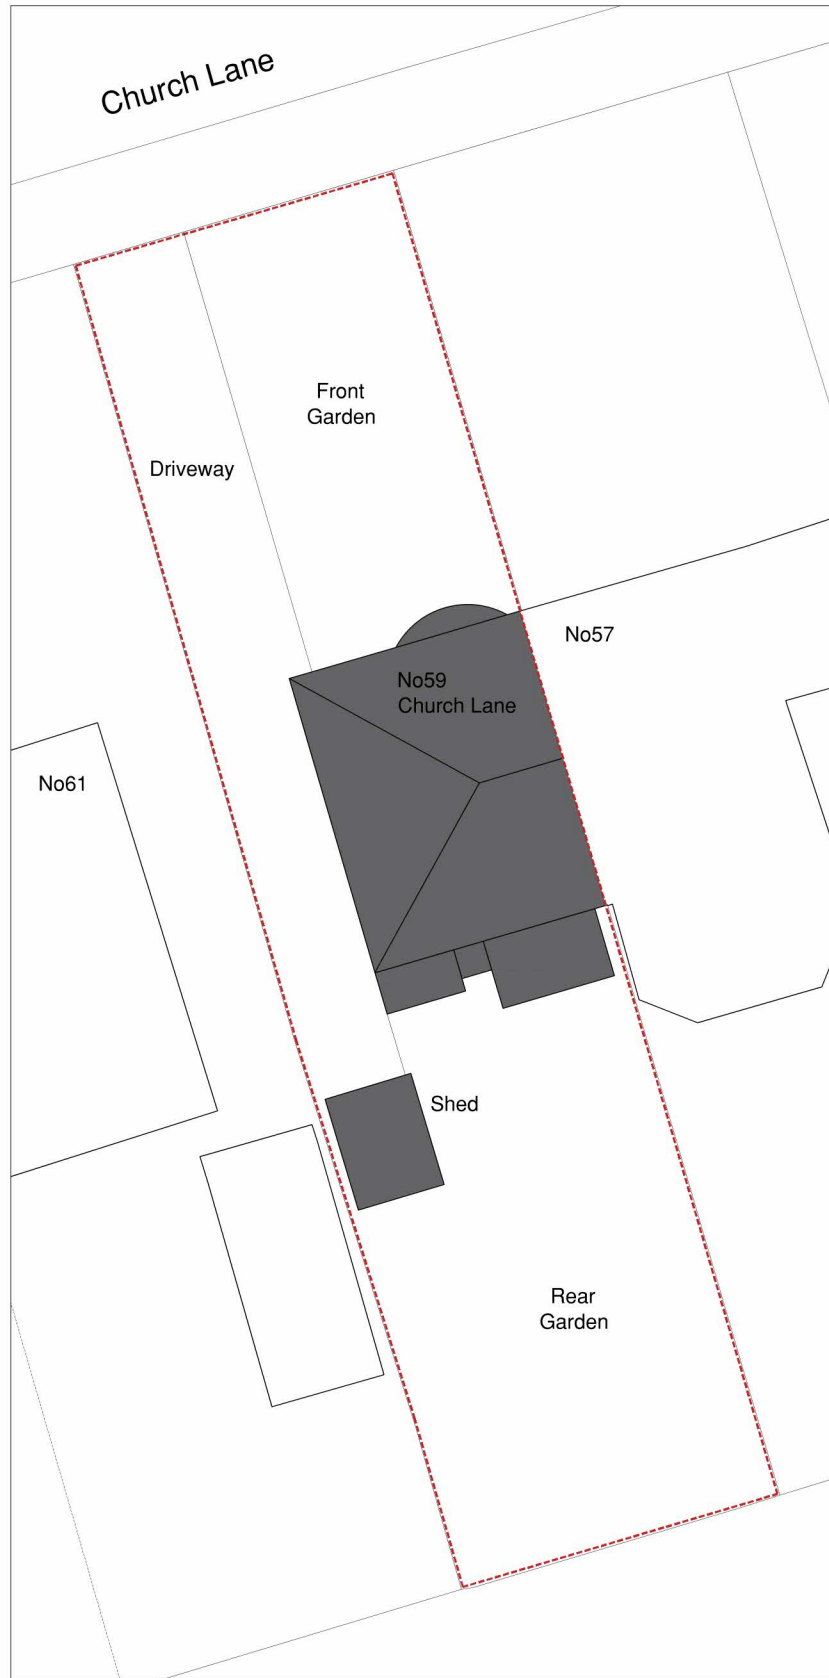 Church Lane
Front
Garden
Driveway
No57
No59
Church Lane
No61
Shed
Rear
Garden